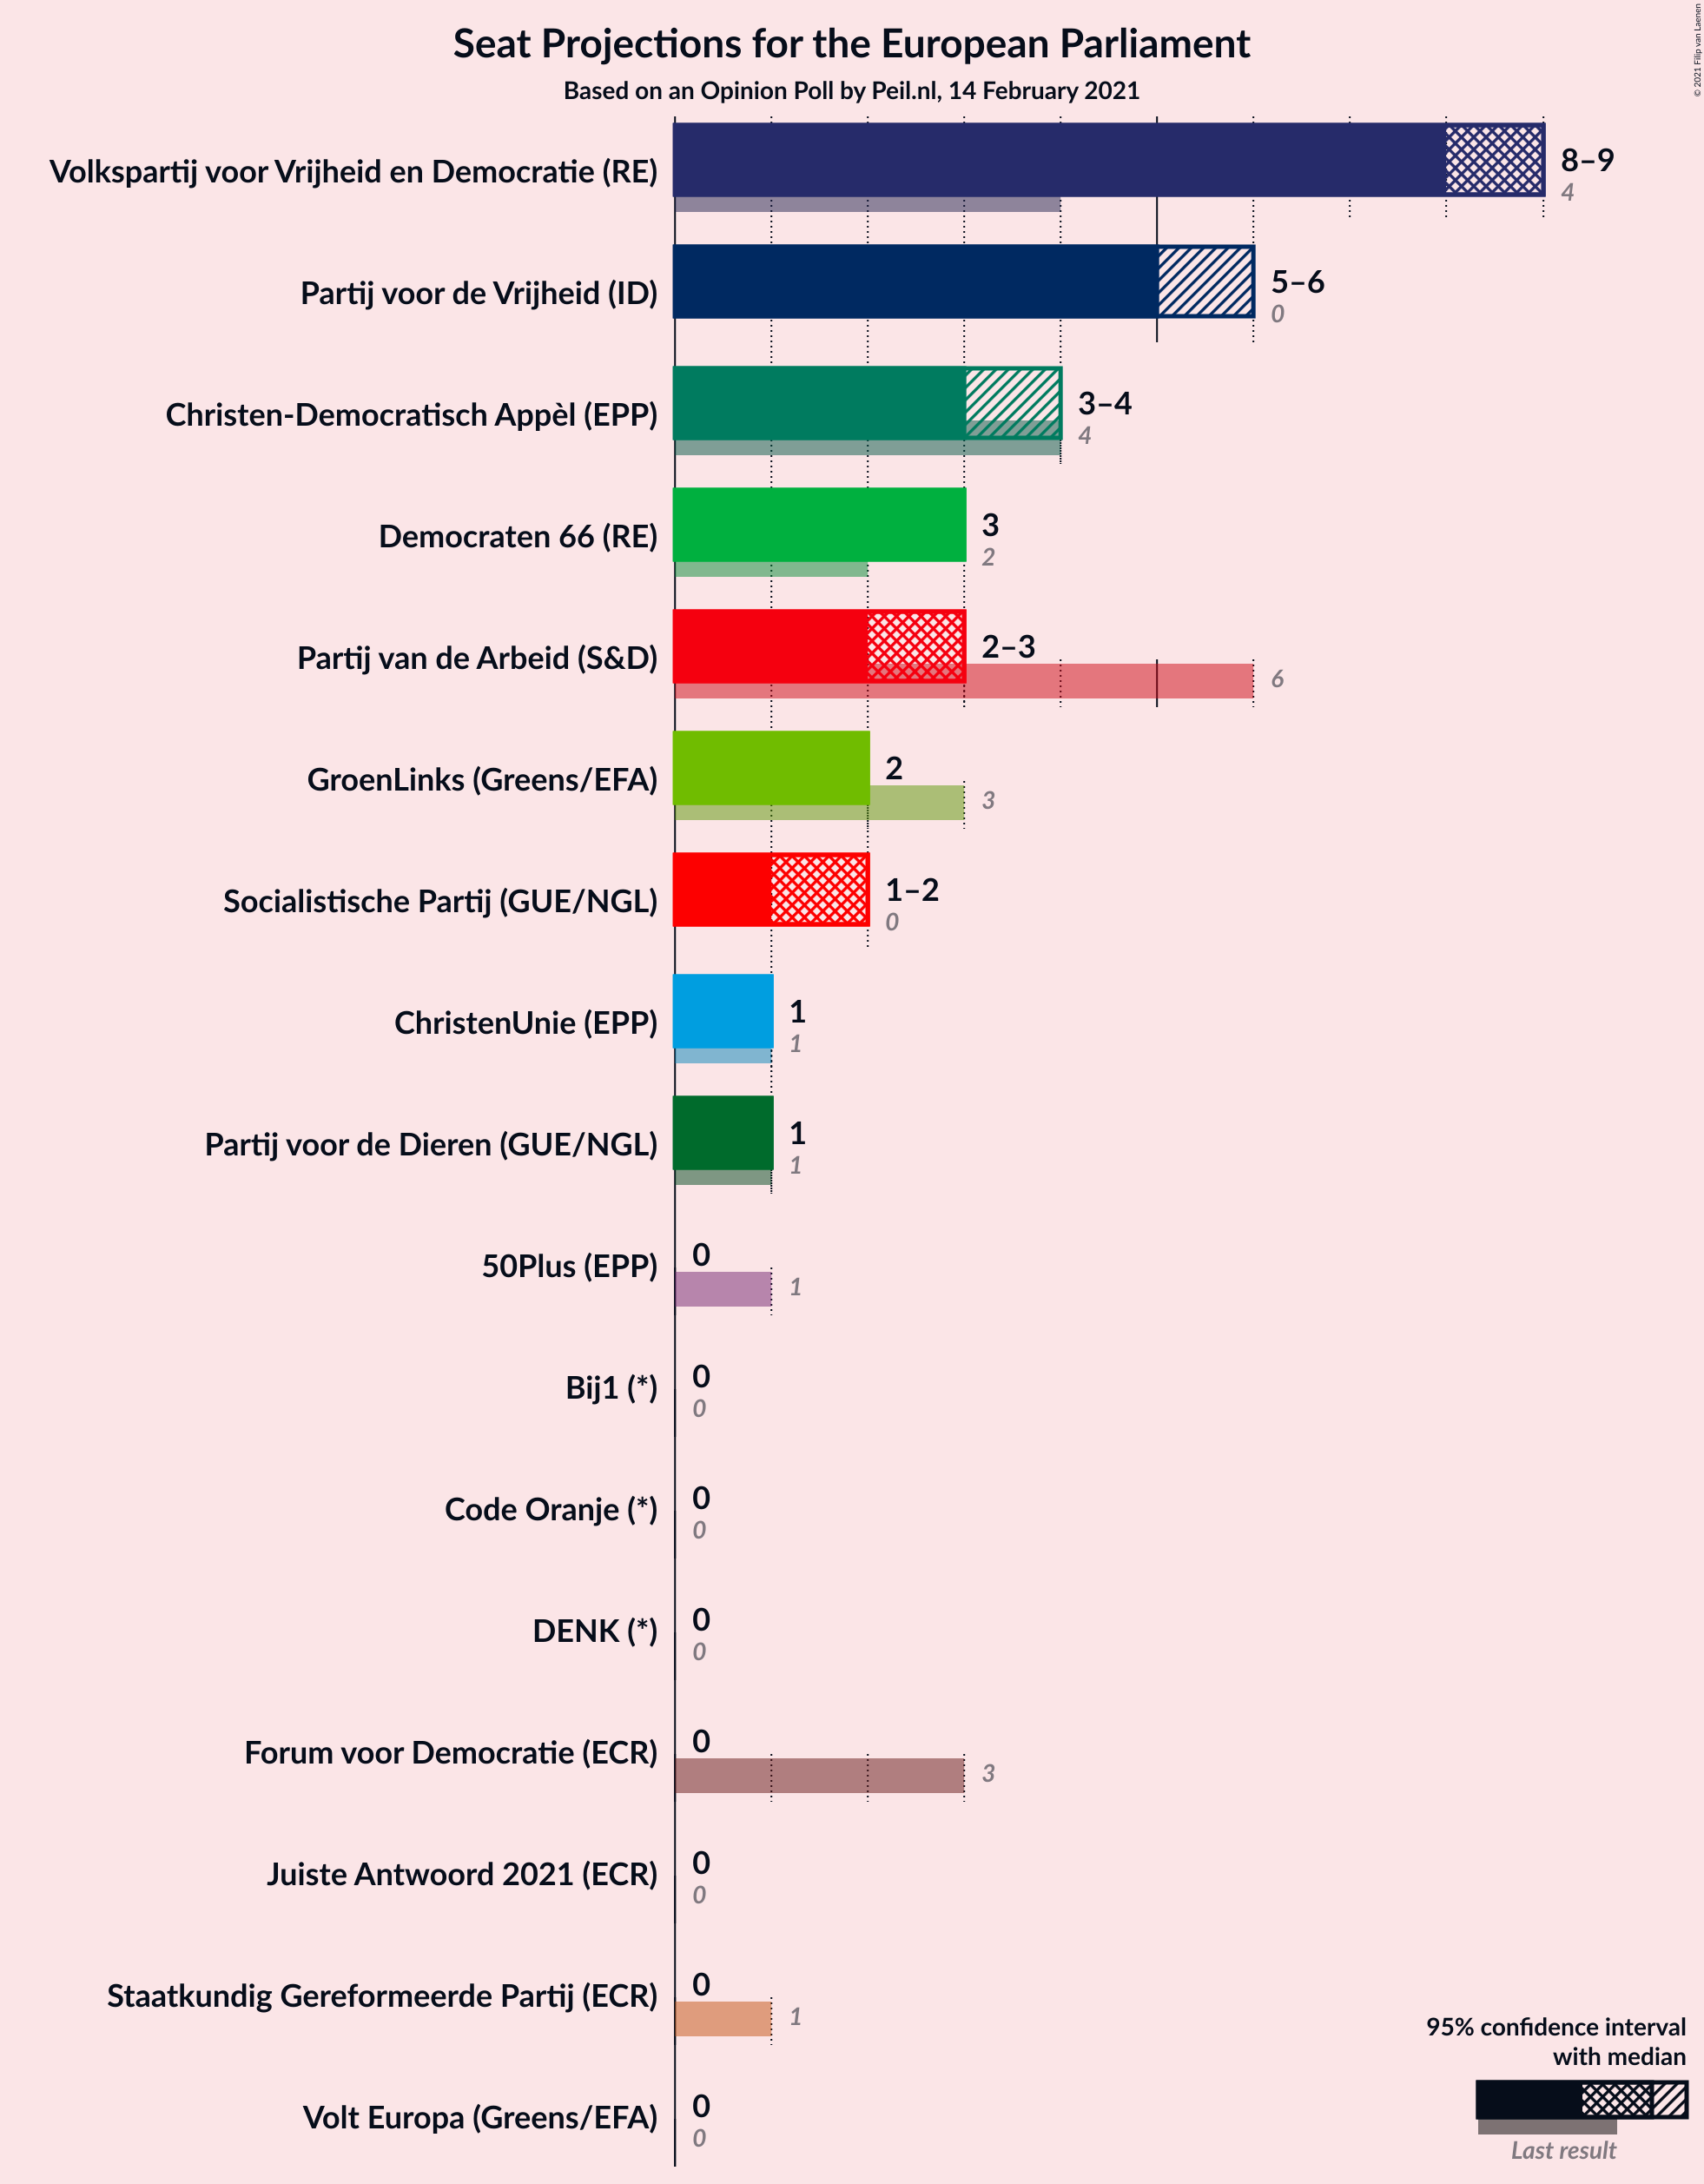 Seat Projections for the European Parliament
Based on an Opinion Poll by Peil.nl, 14 February 2021
© 2021 Filip van Laenen
Volkspartij voor Vrijheid en Democratie (RE)
8–9
4
Partij voor de Vrijheid (ID)
5–6
0
Christen-Democratisch Appèl (EPP)
3–4
4
Democraten 66 (RE)
3
2
Partij van de Arbeid (S&D)
2–3
6
GroenLinks (Greens/EFA)
2
3
Socialistische Partij (GUE/NGL)
1–2
0
ChristenUnie (EPP)
1
1
Partij voor de Dieren (GUE/NGL)
1
1
50Plus (EPP)
0
1
Bij1 (*)
0
0
Code Oranje (*)
0
0
DENK (*)
0
0
Forum voor Democratie (ECR)
0
3
Juiste Antwoord 2021 (ECR)
0
0
Staatkundig Gereformeerde Partij (ECR)
0
1
Volt Europa (Greens/EFA)
0
0
95% confidence interval
with median
Last result